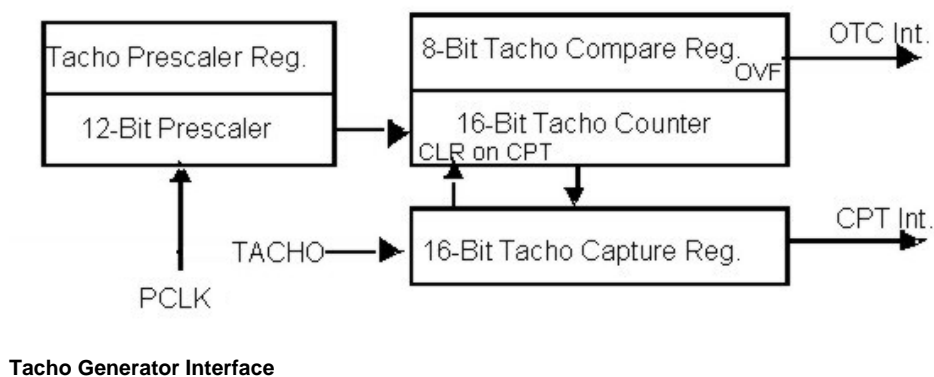 Tacho Prescaler Reg.
12-Bit Prescaler
8-Bit Tacho Compare Reg.
OVF
16-Bit Tacho Counter
CLR on CPT
OTC Int.
16-Bit Tacho Capture Reg.
CPT Int.
TACHO
PCLK
Tacho Generator Interface